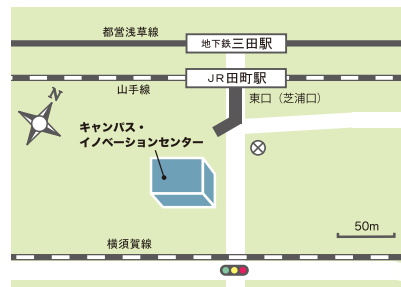 都営浅草線
地下鉄三田駅
JR田町駅
山手線
東口（芝浦口）
N
キャンパス・
イノベーションセンター
50m
横須賀線